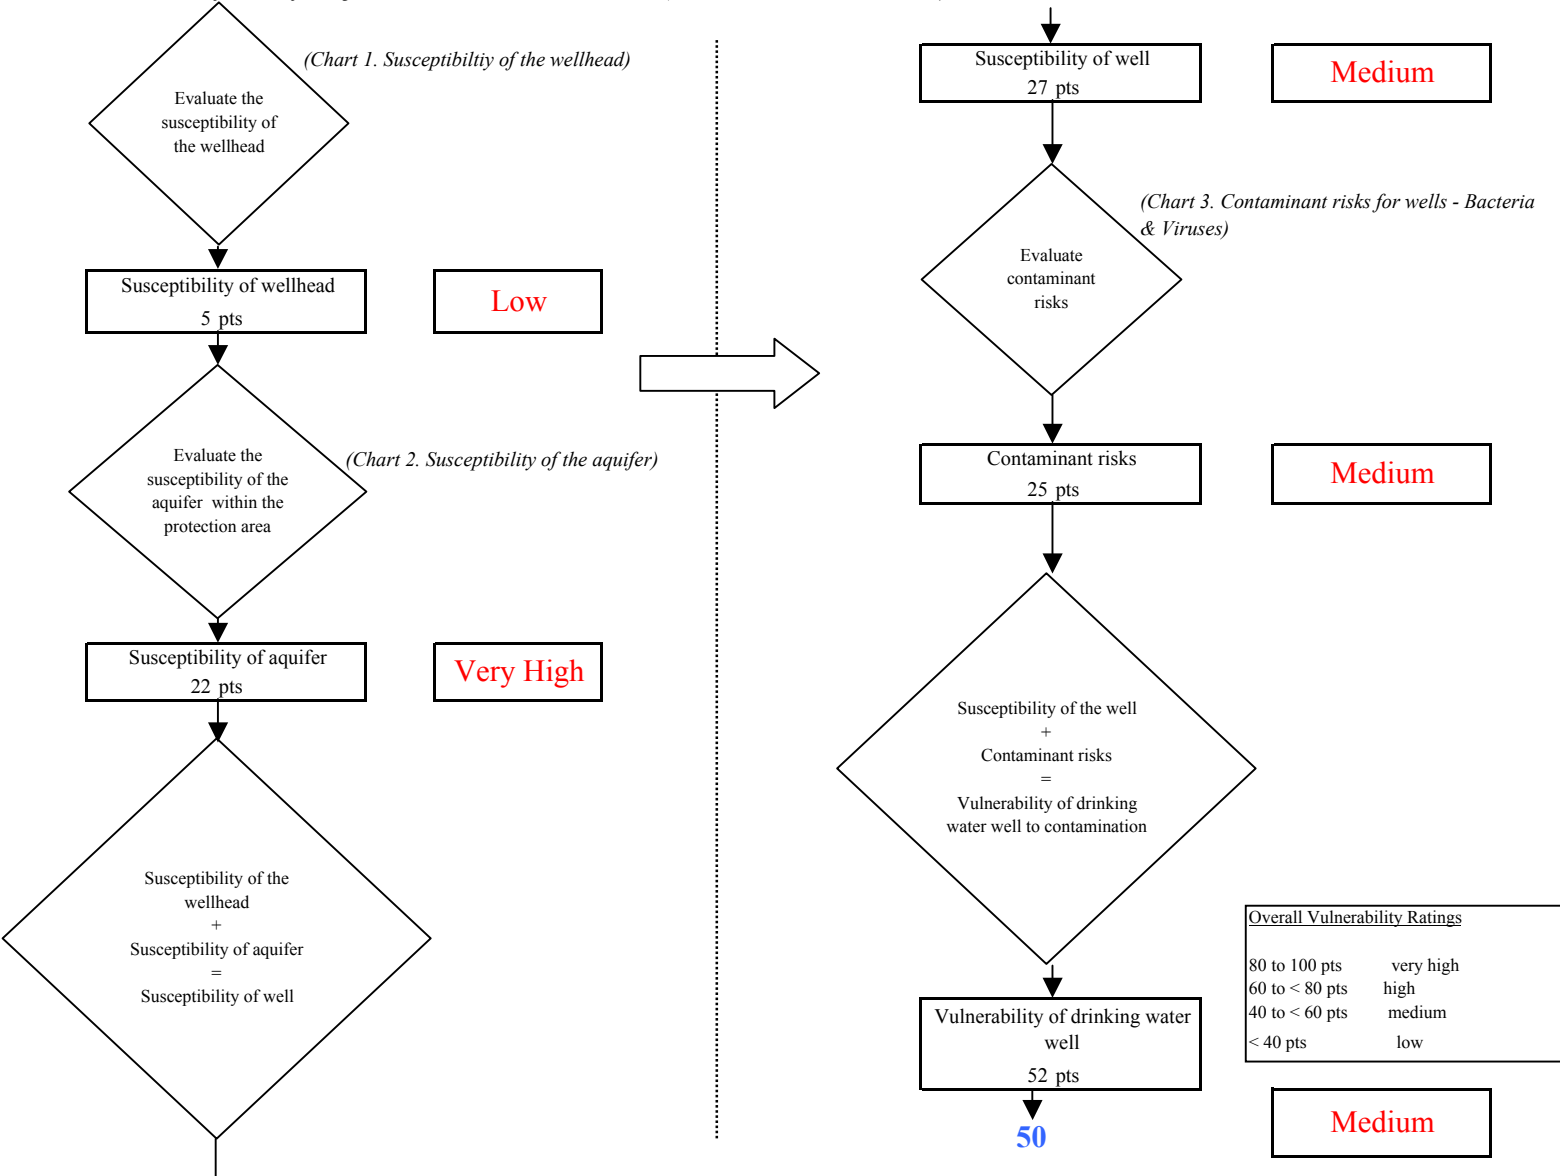 (Chart 1. Susceptibiltiy of the wellhead)
Evaluate the
susceptibility of
the wellhead
Susceptibility of wellhead
5 pts
Low
Evaluate the
susceptibility of the
aquifer within the
protection area
(Chart 2. Susceptibility of the aquifer)
Susceptibility of aquifer
22 pts
Very High
Susceptibility of the
wellhead
+
Susceptibility of aquifer
=
Susceptibility of well
Susceptibility of well
27 pts
Medium
(Chart 3. Contaminant risks for wells - Bacteria
& Viruses)
Evaluate
contaminant
risks
Contaminant risks
25 pts
Medium
Susceptibility of the well
+
Contaminant risks
=
Vulnerability of drinking
water well to contamination
Overall Vulnerability Ratings
80 to 100 pts very high
60 to < 80 pts high
40 to < 60 pts medium
< 40 pts low
Vulnerability of drinking water
well
52 pts
50
Medium